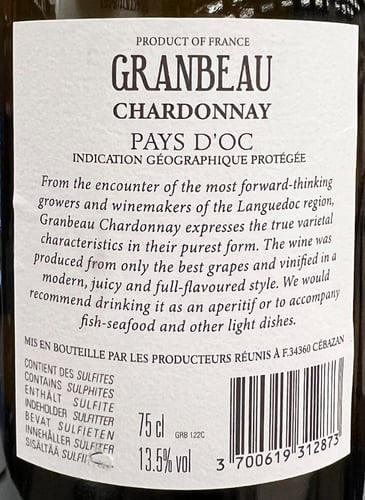 PRODUCT OF FRANCE
GRANBEAU
CHARDONNAY
PAYS D'OC
INDICATION GÉOGRAPHIQUE PROTÉGÉE
From the encounter of the most forward-thinking
growers and winemakers of the Languedoc region,
Granbeau Chardonnay expresses the true varietal
characteristics in their purest form. The wine was
produced from only the best grapes and vinified in a
modern, juicy and full-flavoured style. We would
recommend drinking it as an aperitif or to accompany
fish-seafood and other light dishes.
MIS EN BOUTEILLE PAR LES PRODUCTEURS RÉUNIS À F.34360 CÉBAZAN
CONTIENT DES SULFITES
CONTAINS SULPHITES
ENTHÄLT SULFITE
INDEHOLDER SULFITTER
BEVAT SULFIETEN
INNEHÅLLER SULFITER
SISÄLTÄÄ
75 cl
GRB 122C
13.5% vol
3 700619 312873